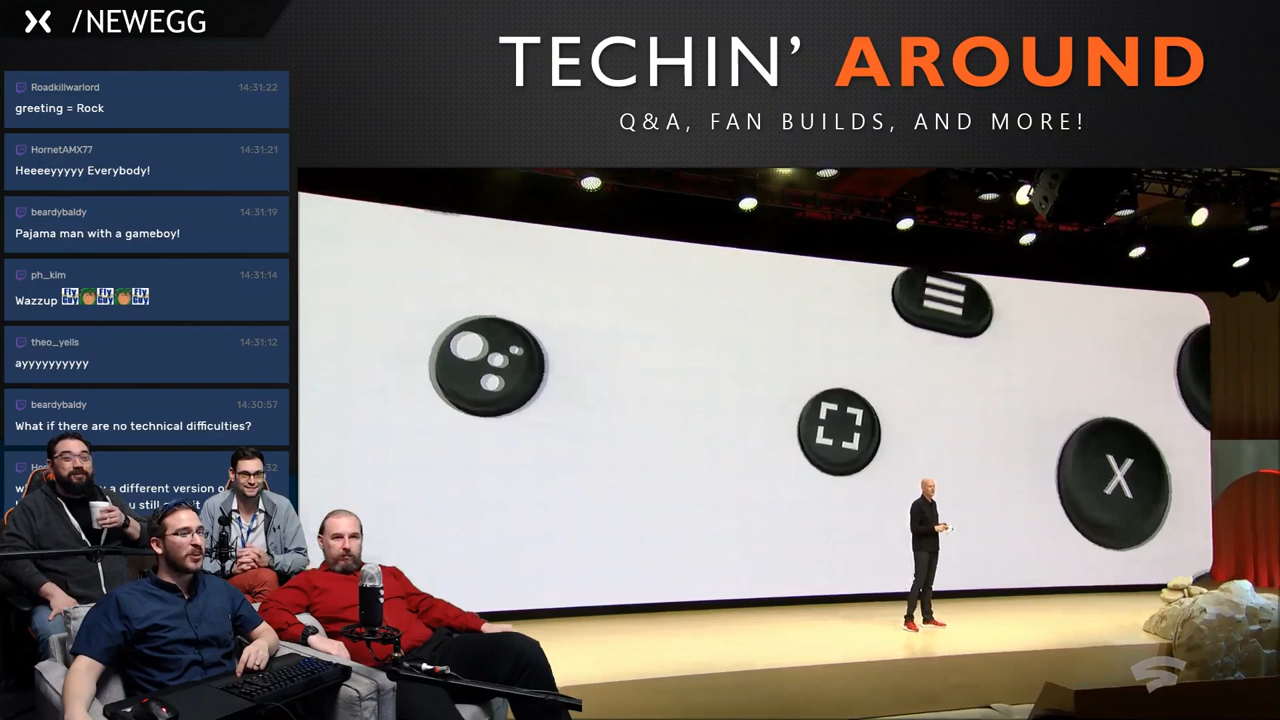 /NEWEGG
TECHIN' AROUND
Q&A, FAN BUILDS, AND MORE!
Roadkillwarlord 14:31:22
greeting = Rock
HornetAMX77 14:31:21
Heeeeyyyyy Everybody!
beardybaldy 14:31:19
Pajama man with a gameboy!
ph_kim 14:31:14
Wazzup
theo_yells 14:31:12
ayyyyyyyyyy
beardybaldy 14:30:57
What if there are no technical difficulties?
a different version
still
X